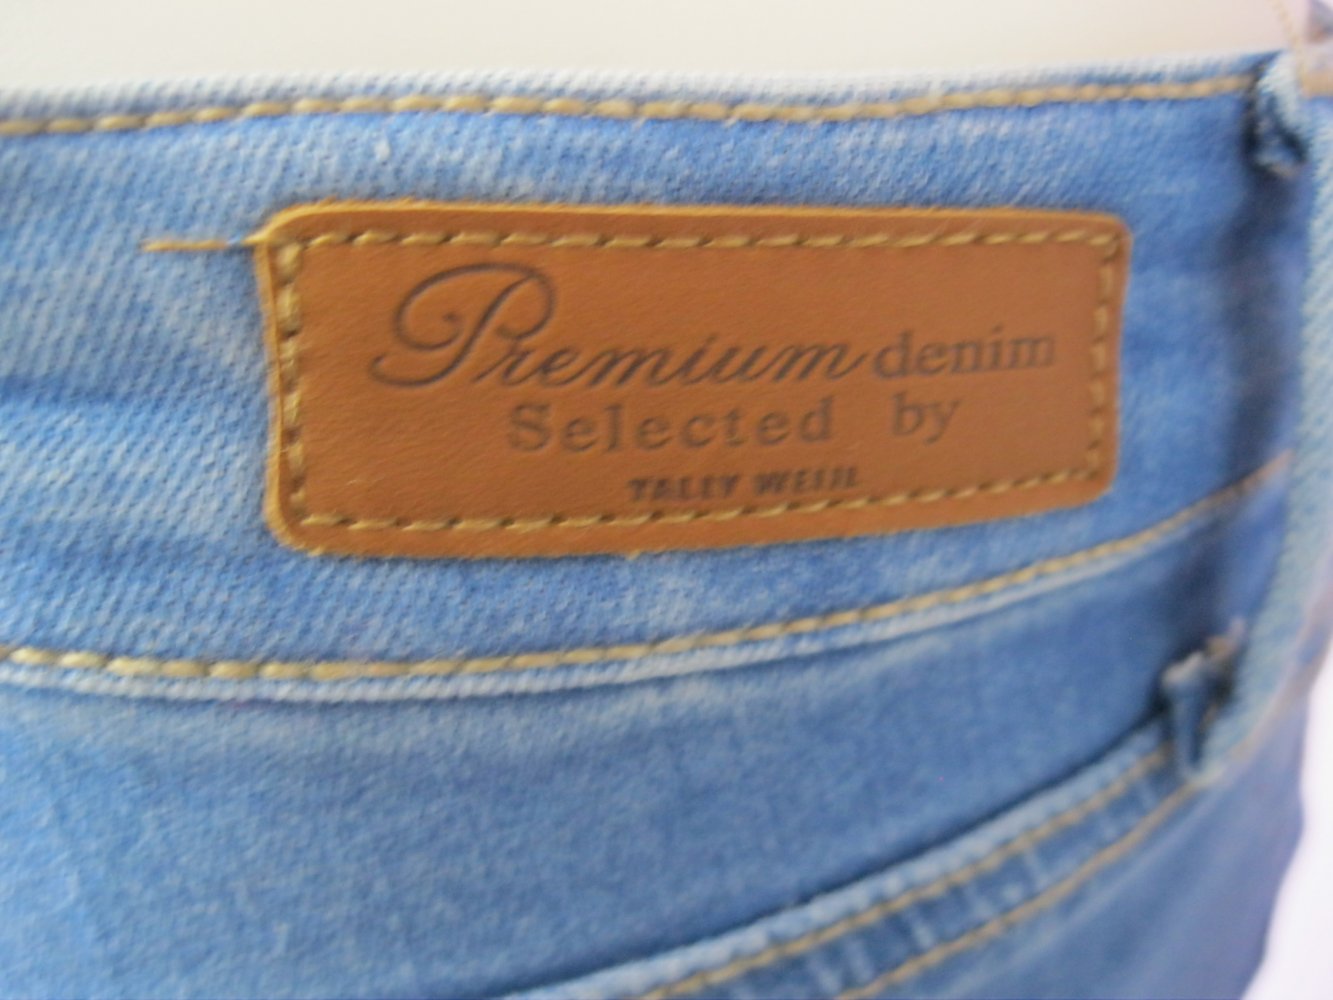 Premium denim
Selected by
TALLY WEIJL